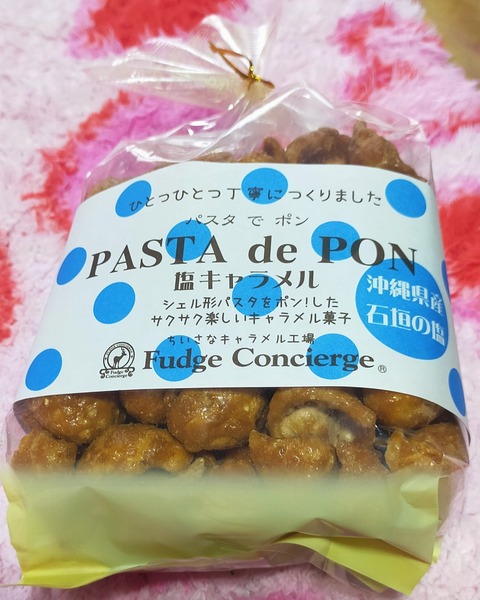 ひとつひとつ丁寧につくりました
パスタ で ポン
PASTA de PON
塩キャラメル
沖縄県産
石垣の塩
シェル形パスタをポン!した
サクサク楽しいキャラメル菓子
ちいさなキャラメル工場
Fudge Concierge®
Fudge
Concierge